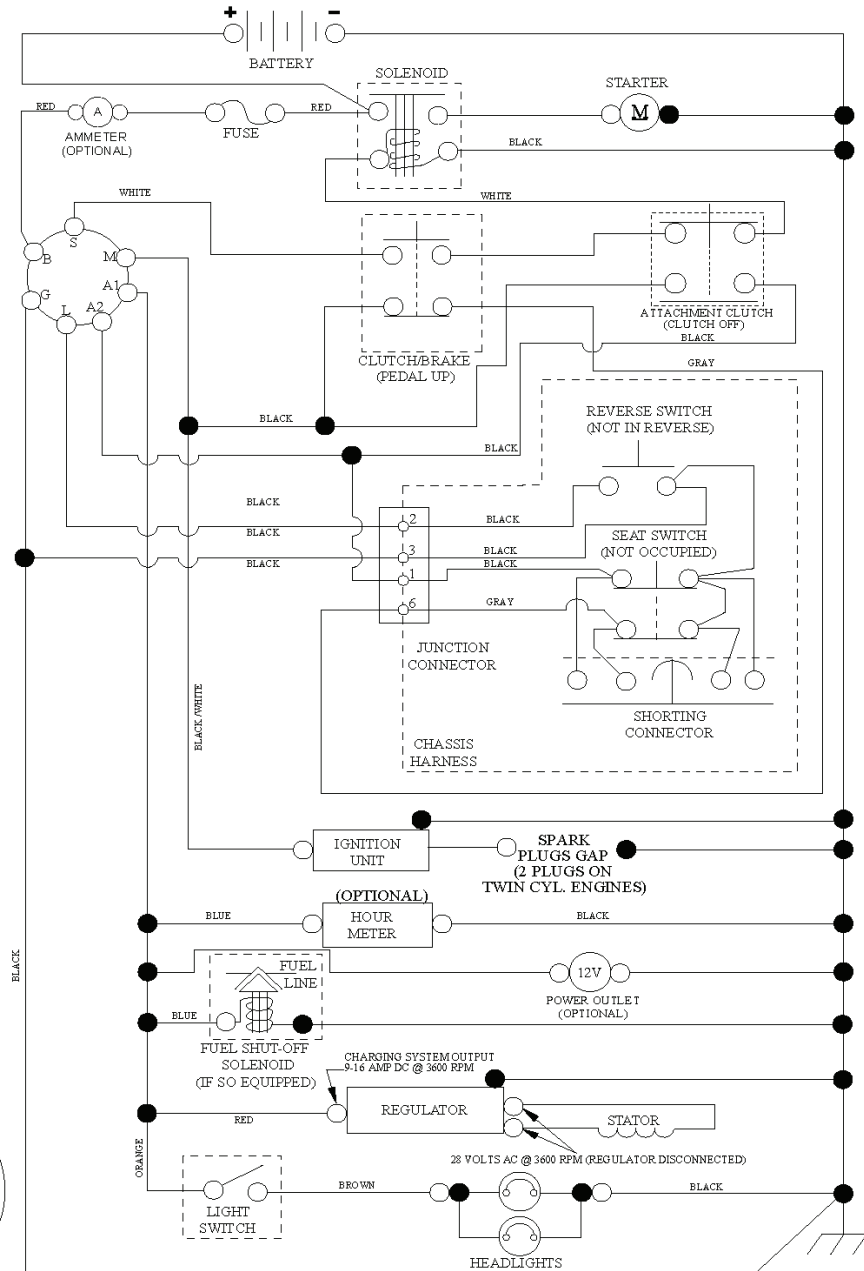 + -
BATTERY
SOLENOID
STARTER
RED
A
RED
M
AMMETER
(OPTIONAL)
FUSE
BLACK
WHITE
WHITE
S
B
M
A1
G
L
A2
ATTACHMENT CLUTCH
(CLUTCH OFF)
BLACK
CLUTCH/BRAKE
(PEDAL UP)
GRAY
BLACK
REVERSE SWITCH
(NOT IN REVERSE)
BLACK
BLACK
2
BLACK
BLACK
SEAT SWITCH
(NOT OCCUPIED)
3
BLACK
BLACK
1
BLACK
6
GRAY
JUNCTION
CONNECTOR
SHORTING
CONNECTOR
BLACK/WHITE
CHASSIS
HARNESS
IGNITION
UNIT
SPARK
PLUGS GAP
(2 PLUGS ON
TWIN CYL. ENGINES)
(OPTIONAL)
BLUE
HOUR
METER
BLACK
BLACK
FUEL
LINE
12V
POWER OUTLET
(OPTIONAL)
BLUE
FUEL SHUT-OFF
SOLENOID
(IF SO EQUIPPED)
CHARGING SYSTEM OUTPUT
9-16 AMP DC @ 3600 RPM
REGULATOR
RED
STATOR
28 VOLTS AC @ 3600 RPM (REGULATOR DISCONNECTED)
ORANGE
BROWN
BLACK
LIGHT
SWITCH
HEADLIGHTS